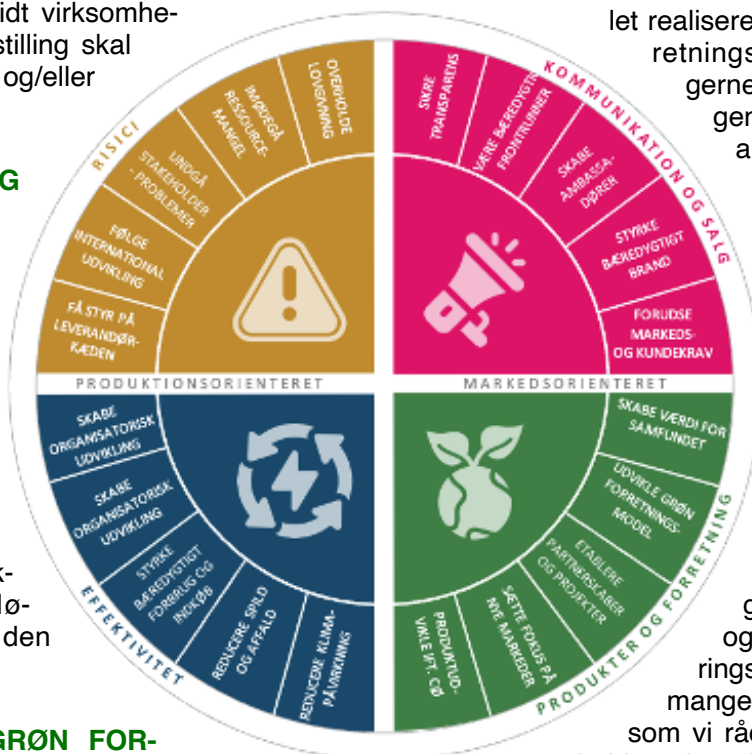 idt virksomhe-
stilling skal
og/eller
G
k-
lø-
den
GRØN FOR-
let realisere
retnings
gerne
gen
a
g
og
rings
mange
som vi rå
RISICI
FÅ STYR PÅ
LEVERANDØR-
KÆDEN
FØLGE
INTERNATIONAL
UDVIKLING
UNDGÅ
STAKEHOLDER
- PROBLEMER
IMØDEGÅ
RESSOURCE-
MANGEL
OVERHOLDE
LOVGIVNING
KOMMUNIKATION OG SALG
SIKRE
TRANSPARENS
VÆRE BÆREDYGTIG
FRONTRUNNER
SKABE
AMBASSA-
DØRER
STYRKE
BÆREDYGTIGT
BRAND
FORUDSE
MARKEDS-
OG KUNDEKRAV
PRODUKTIONSORIENTERET
MARKEDSORIENTERET
SKABE
ORGANISATORISK
UDVIKLING
SKABE
ORGANISATORISK
UDVIKLING
STYRKE
BÆREDYGTIGT
FORBRUG OG
INDKØB
REDUCERE SPILD
OG AFFALD
REDUCERE KLIMA-
PÅVIRKNING
EFFEKTIVITET
SKABE VÆRDI FOR
SAMFUNDET
UDVIKLE GRØN
FORRETNINGS-
MODEL
ETABLERE
PARTNERSKABER
OG PROJEKTER
SÆTTE FOKUS PÅ
NYE MARKEDER
PRODUKTUD-
VIKLE IFT. CØ
PRODUKTER OG FORRETNING